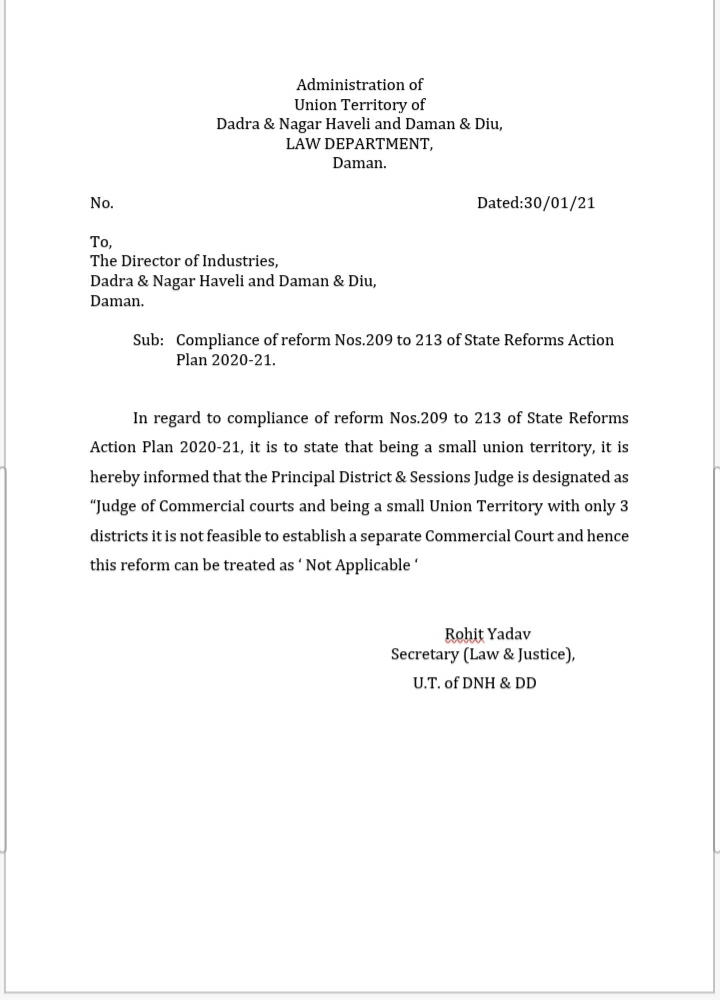 Administration of
Union Territory of
Dadra & Nagar Haveli and Daman & Diu,
LAW DEPARTMENT,
Daman.
No. Dated:30/01/21
To,
The Director of Industries,
Dadra & Nagar Haveli and Daman & Diu,
Daman.
Sub: Compliance of reform Nos.209 to 213 of State Reforms Action
Plan 2020-21.
In regard to compliance of reform Nos.209 to 213 of State Reforms
Action Plan 2020-21, it is to state that being a small union territory, it is
hereby informed that the Principal District & Sessions Judge is designated as
“Judge of Commercial courts and being a small Union Territory with only 3
districts it is not feasible to establish a separate Commercial Court and hence
this reform can be treated as ‘ Not Applicable ‘
Rohit Yadav
Secretary (Law & Justice),
U.T. of DNH & DD